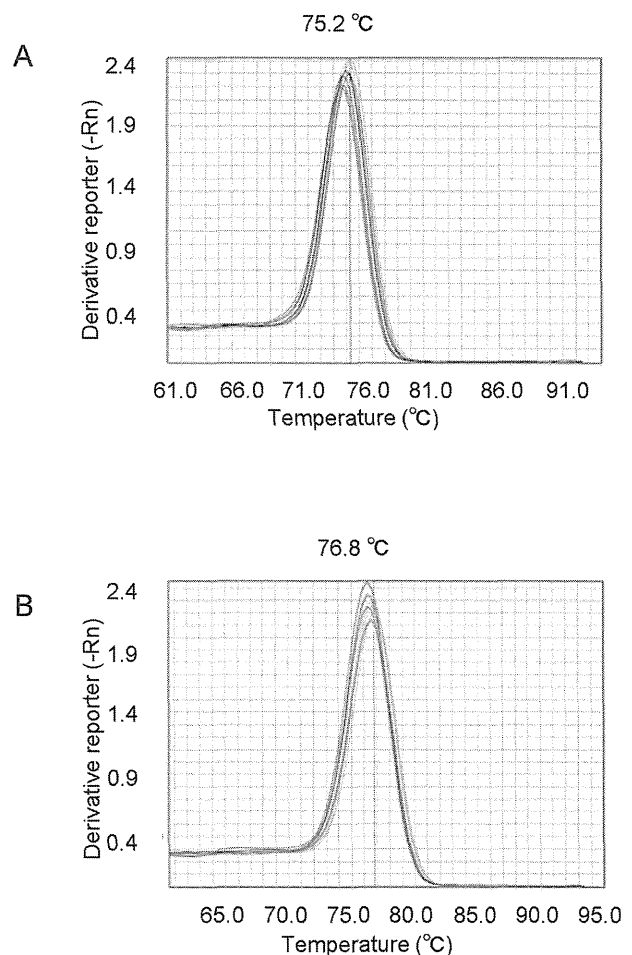 75.2 °C
A
Derivative reporter (-Rn)
2.4
1.9
1.4
0.9
0.4
61.0 66.0 71.0 76.0 81.0 86.0 91.0
Temperature (°C)
76.8 °C
B
Derivative reporter (-Rn)
2.4
1.9
1.4
0.9
0.4
65.0 70.0 75.0 80.0 85.0 90.0 95.0
Temperature (°C)